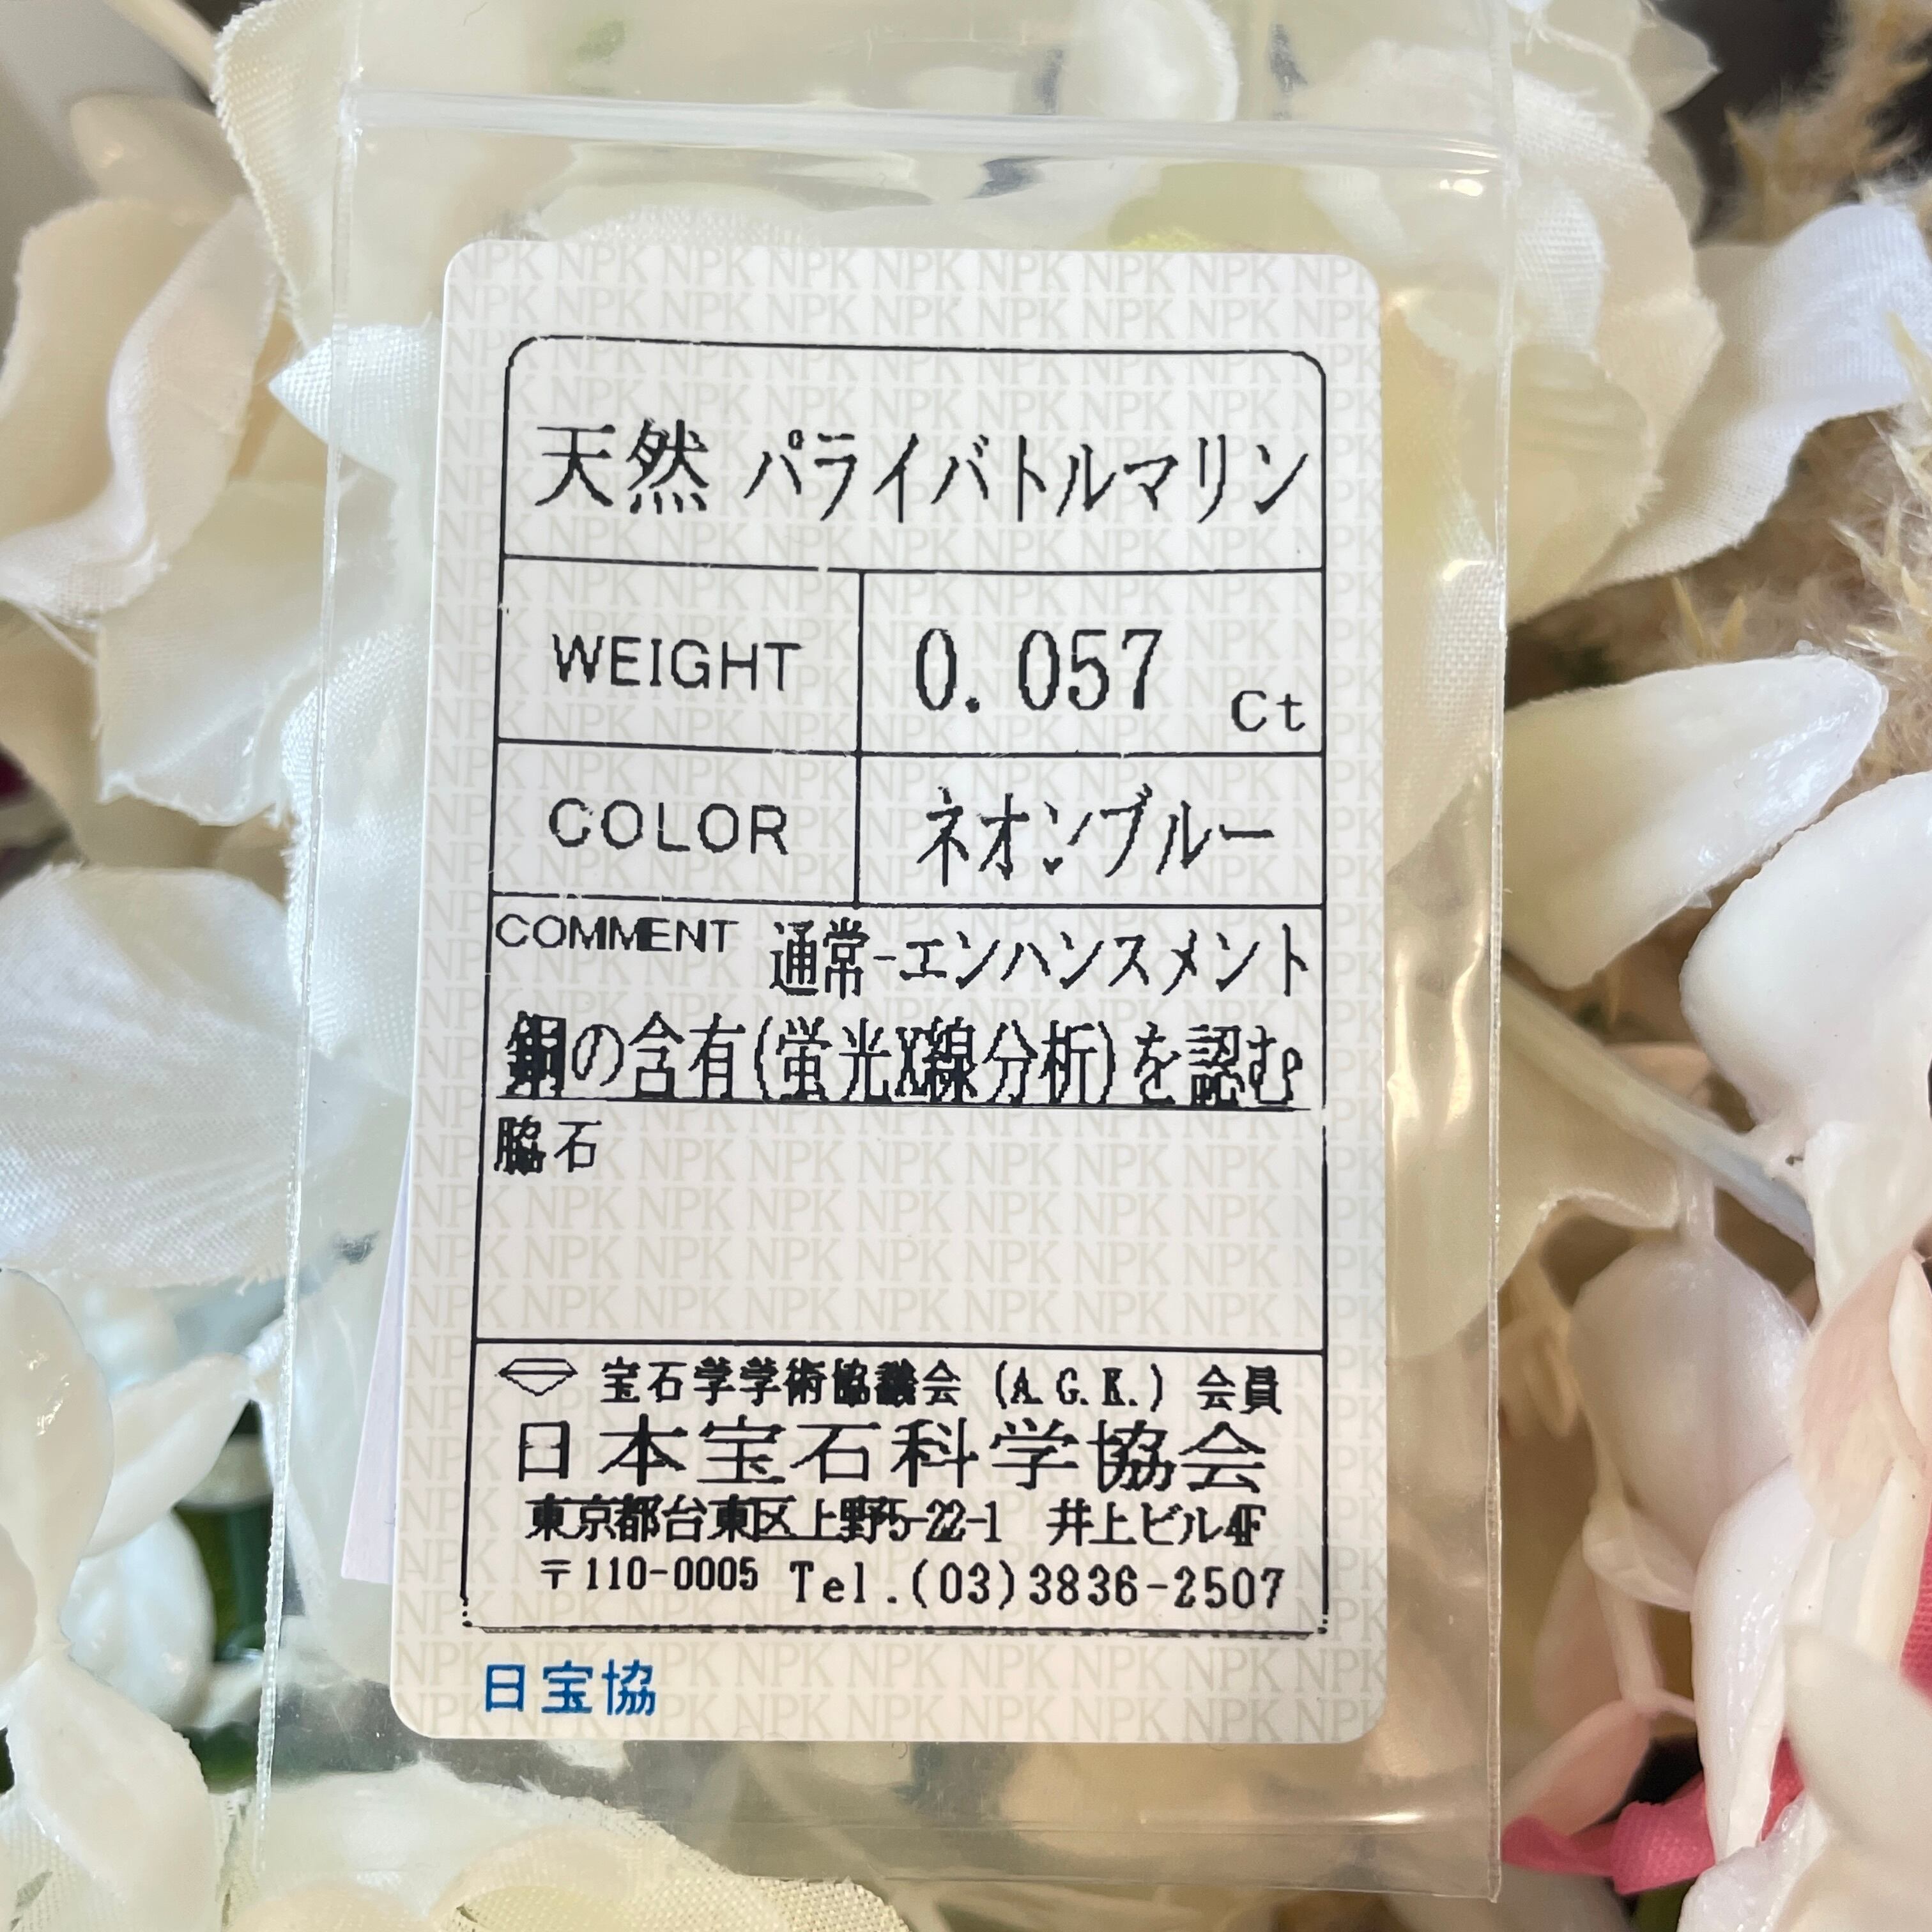 天然 パライバトルマリン
WEIGHT 0.057 Ct
COLOR ネオンブルー
COMMENT 通常-エンハンスメント
銅の含有(蛍光X線分析)を認む
脇石
宝石学学術協議会 (A.G.K.) 会員
日本宝石科学協会
東京都台東区上野5-22-1 井上ビル4F
〒110-0005 Tel.(03)3836-2507
日宝協